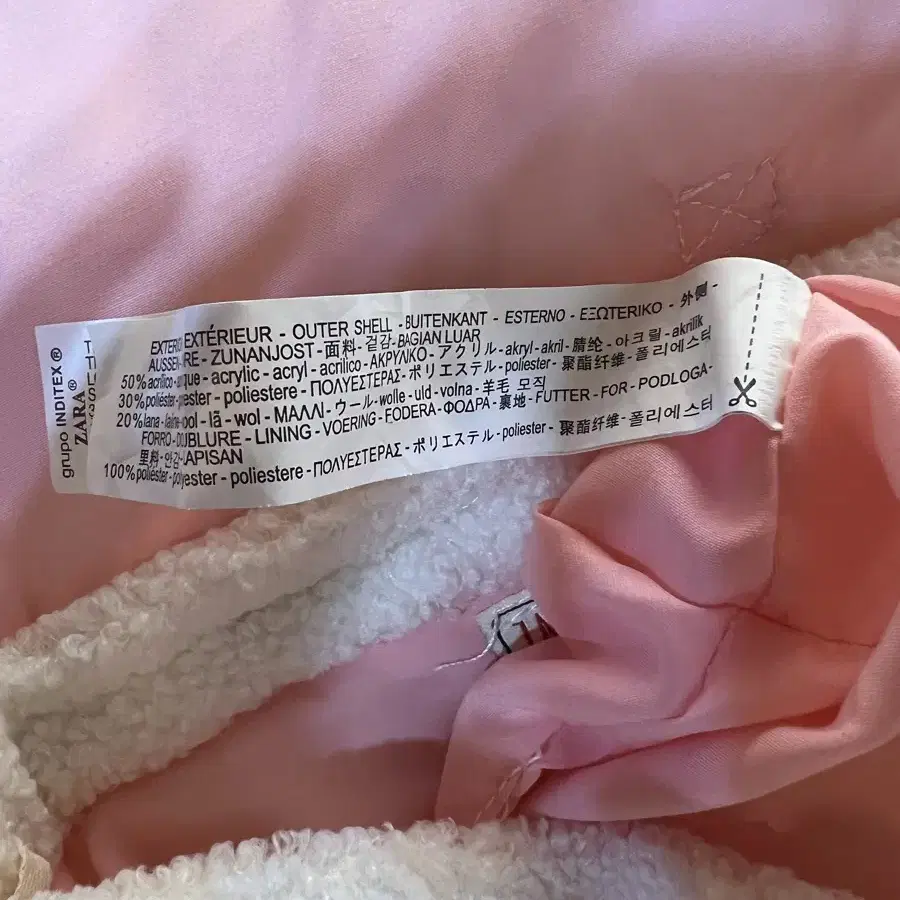 grupo INDITEX®
ZARA®
EXTÉRIEUR - OUTER SHELL - BUITENKANT - ESTERNO - ΕΞΩΤΕΡΙΚΟ - 外侧 -
ZUNANJOST - 面料 - 겉감 - BAGIAN LUAR
50% acrílico - acrylic - acryl - acrilico - ΑΚΡΥΛΙΚΟ - アクリル - akryl - akril - 腈纶 - 아크릴 - akrilik
30% poliéster - poliestere - ΠΟΛΥΕΣΤΕΡΑΣ - ポリエステル - polyester - 聚酯纤维 - 폴리에스터
20% lana - lã - wol - ΜΑΛΛΙ - ウール - wolle - uld - volna - 羊毛 모직
LINING - VOERING - FODERA - ΦΟΔΡΑ - 裏地 - FUTTER - FOR - PODLOGA -
里料 - 안감
100% poliéster - polyester - poliestere - ΠΟΛΥΕΣΤΕΡΑΣ - ポリエステル - poliester - 聚酯纤维 - 폴리에스터